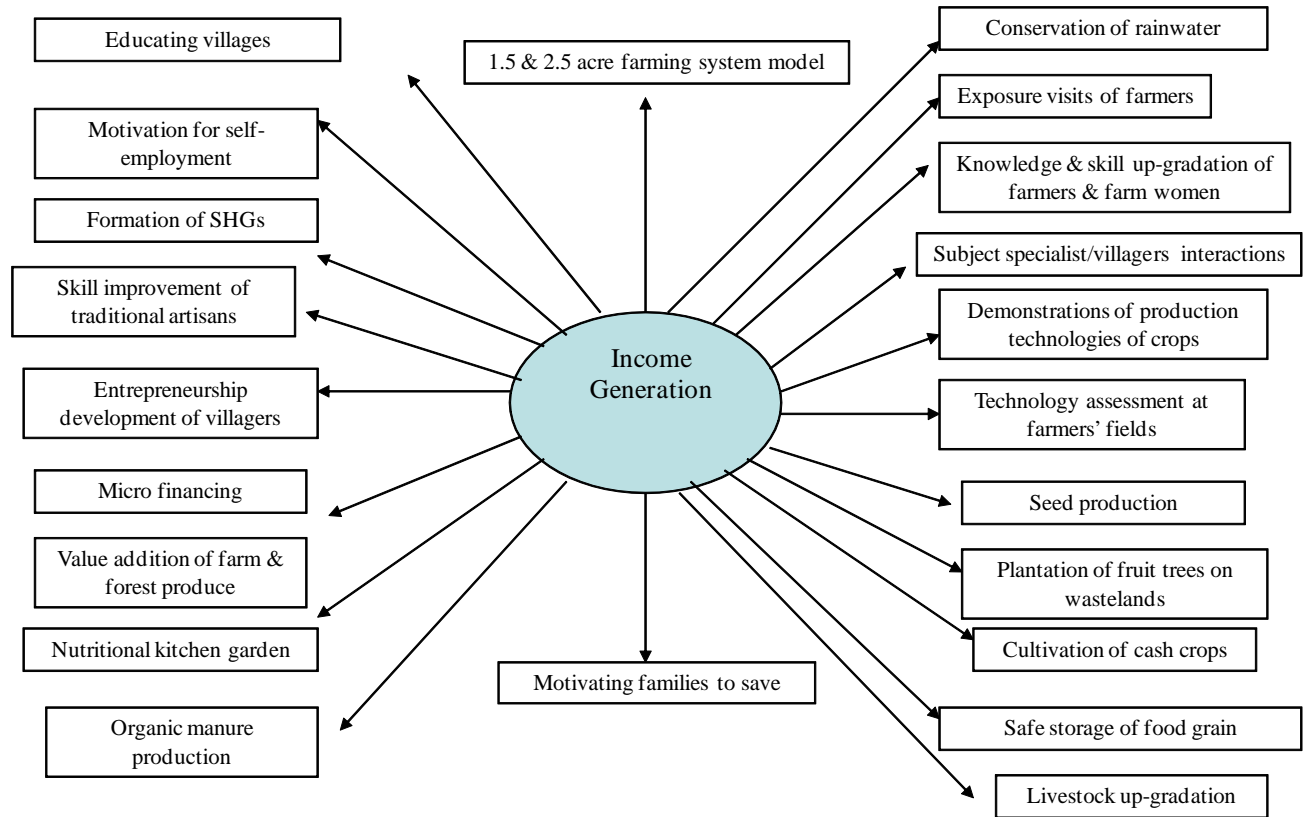 Educating villages
Motivation for self-
employment
Formation of SHGs
Skill improvement of
traditional artisans
Entrepreneurship
development of villagers
Micro financing
Value addition of farm &
forest produce
Nutritional kitchen garden
Organic manure
production
1.5 & 2.5 acre farming system model
Income
Generation
Motivating families to save
Conservation of rainwater
Exposure visits of farmers
Knowledge & skill up-gradation of
farmers & farm women
Subject specialist/villagers interactions
Demonstrations of production
technologies of crops
Technology assessment at
farmers’ fields
Seed production
Plantation of fruit trees on
wastelands
Cultivation of cash crops
Safe storage of food grain
Livestock up-gradation